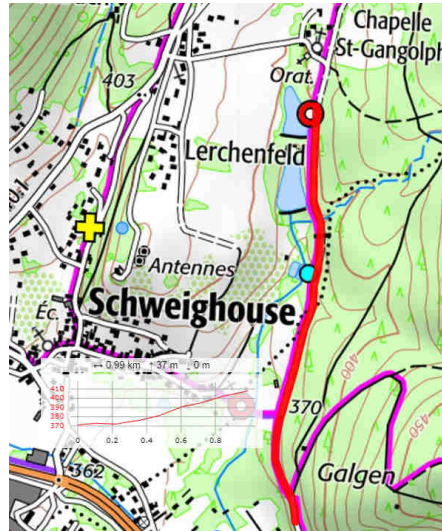 Chapelle
St-Gangolph
Orat.
403
Lerchenfeld
Antennes
Schweighouse
Éc.
↔ 0.99 km ↑ 37 m ↓ 0 m
410
400
390
380
370
0 0.2 0.4 0.6 0.8
370
400
450
Galgen
362